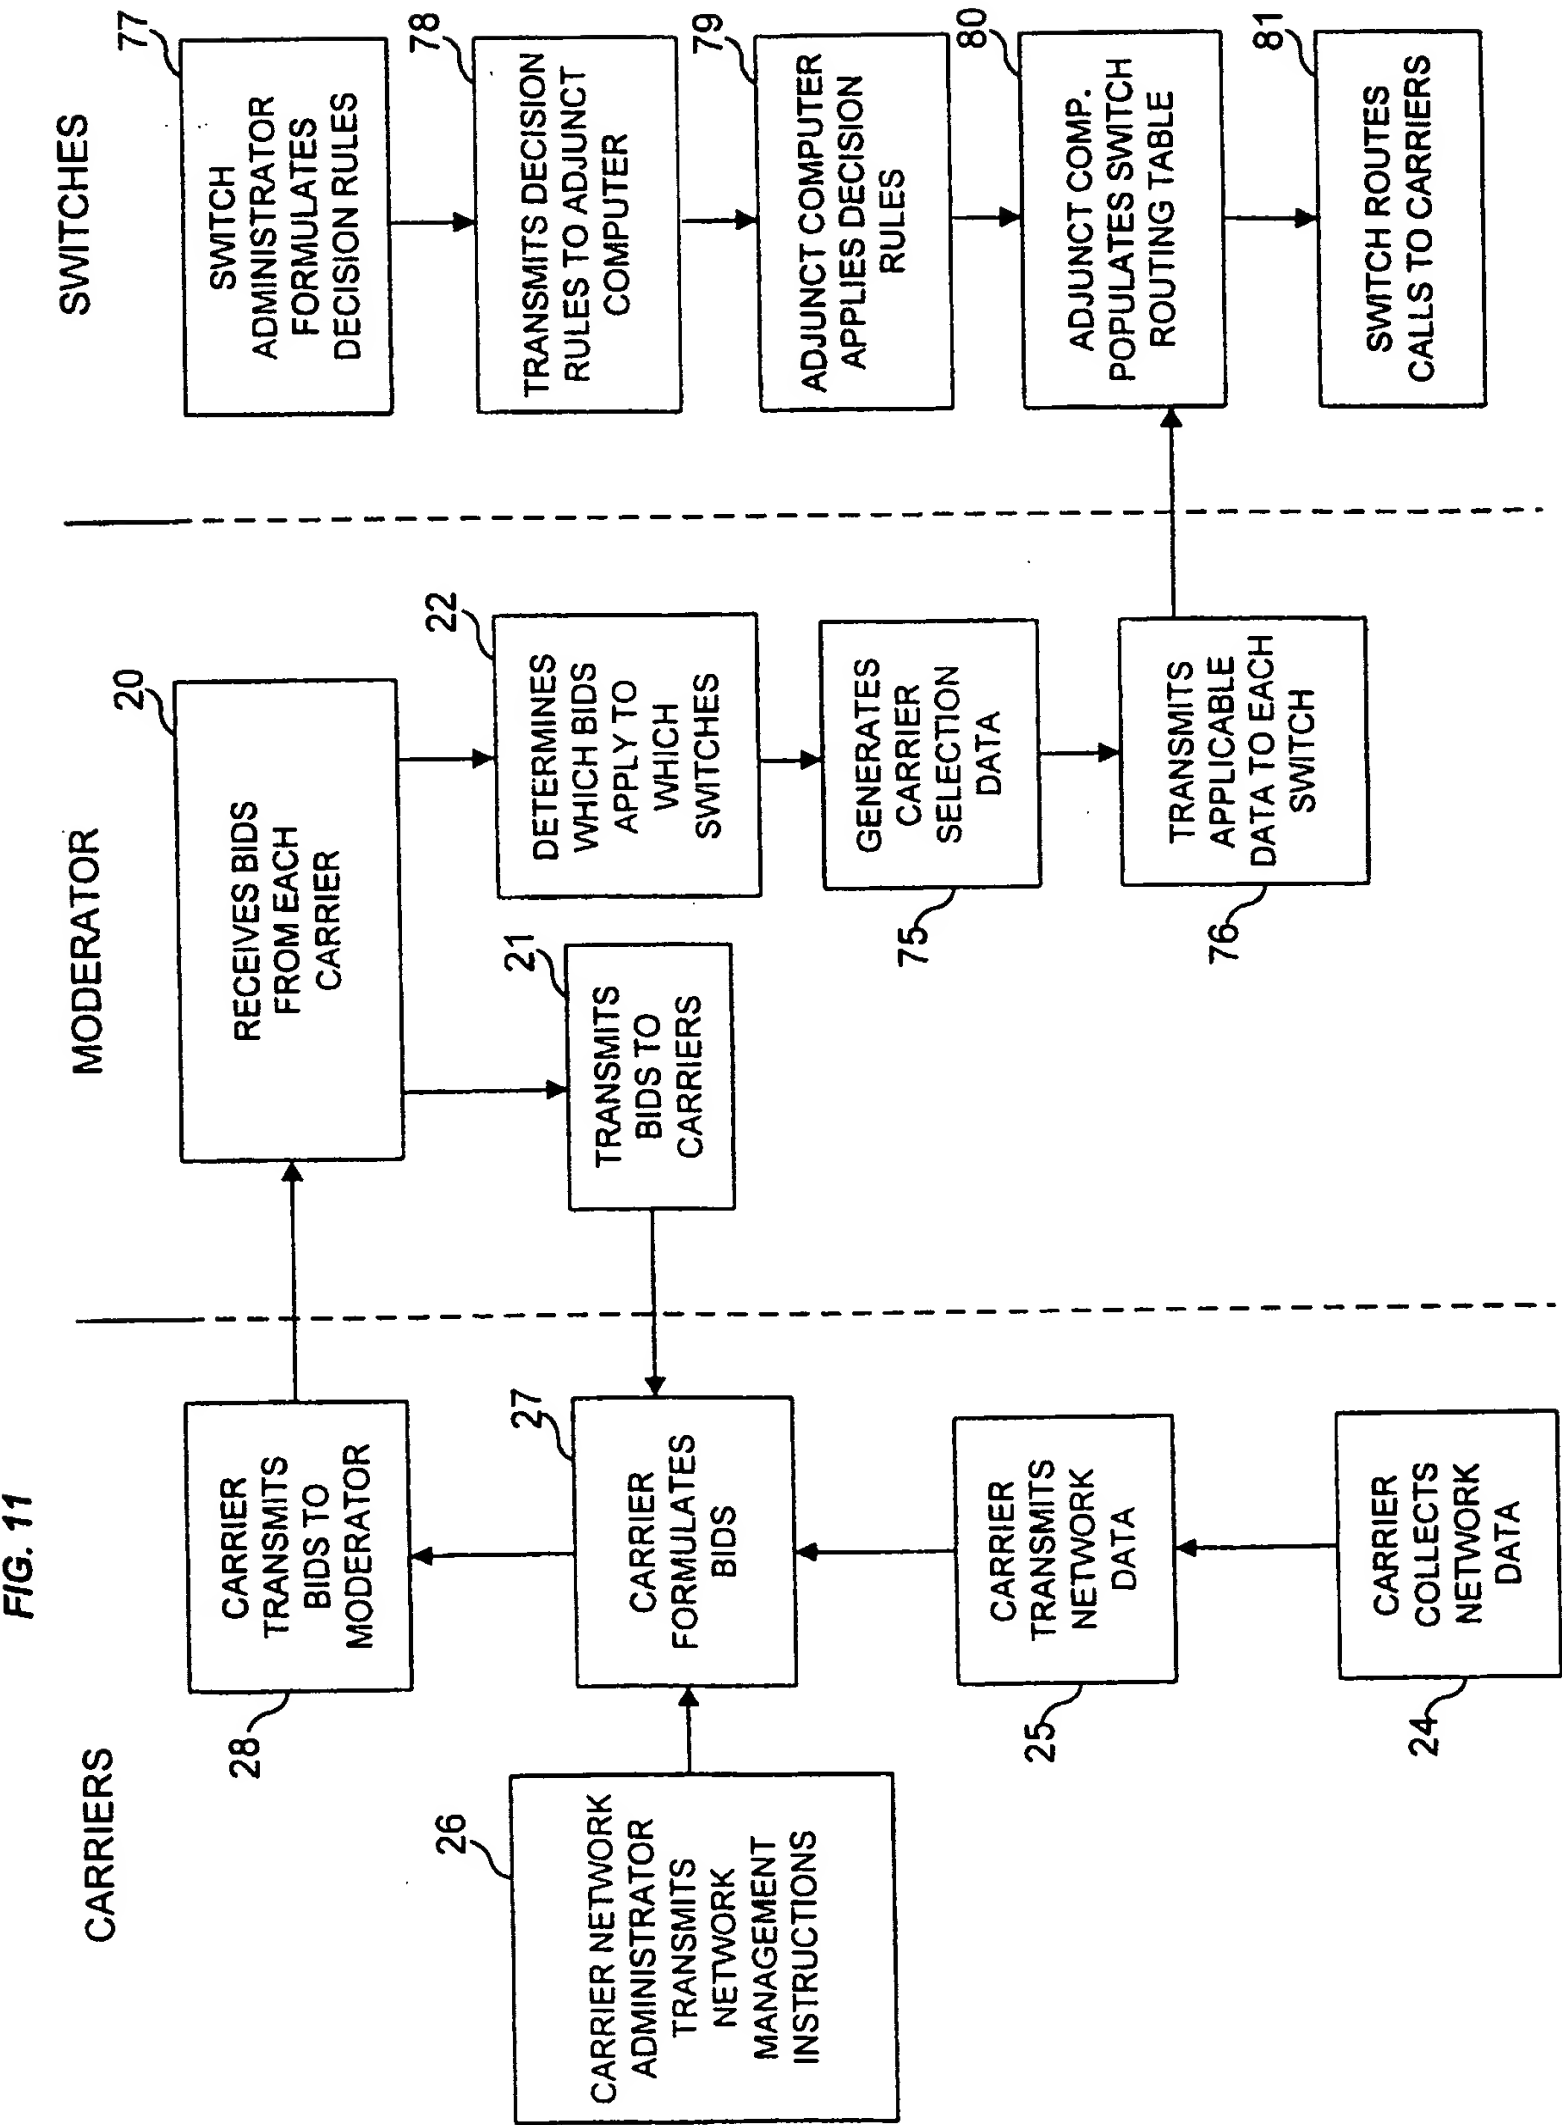 FIG. 11
CARRIERS
28
CARRIER
TRANSMITS
BIDS TO
MODERATOR
26
CARRIER NETWORK
ADMINISTRATOR
TRANSMITS
NETWORK
MANAGEMENT
INSTRUCTIONS
27
CARRIER
FORMULATES
BIDS
25
CARRIER
TRANSMITS
NETWORK
DATA
24
CARRIER
COLLECTS
NETWORK
DATA
MODERATOR
20
RECEIVES BIDS
FROM EACH
CARRIER
21
TRANSMITS
BIDS TO
CARRIERS
22
DETERMINES
WHICH BIDS
APPLY TO
WHICH
SWITCHES
75
GENERATES
CARRIER
SELECTION
DATA
76
TRANSMITS
APPLICABLE
DATA TO EACH
SWITCH
SWITCHES
77
SWITCH
ADMINISTRATOR
FORMULATES
DECISION RULES
78
TRANSMITS DECISION
RULES TO ADJUNCT
COMPUTER
79
ADJUNCT COMPUTER
APPLIES DECISION
RULES
80
ADJUNCT COMP.
POPULATES SWITCH
ROUTING TABLE
81
SWITCH ROUTES
CALLS TO CARRIERS